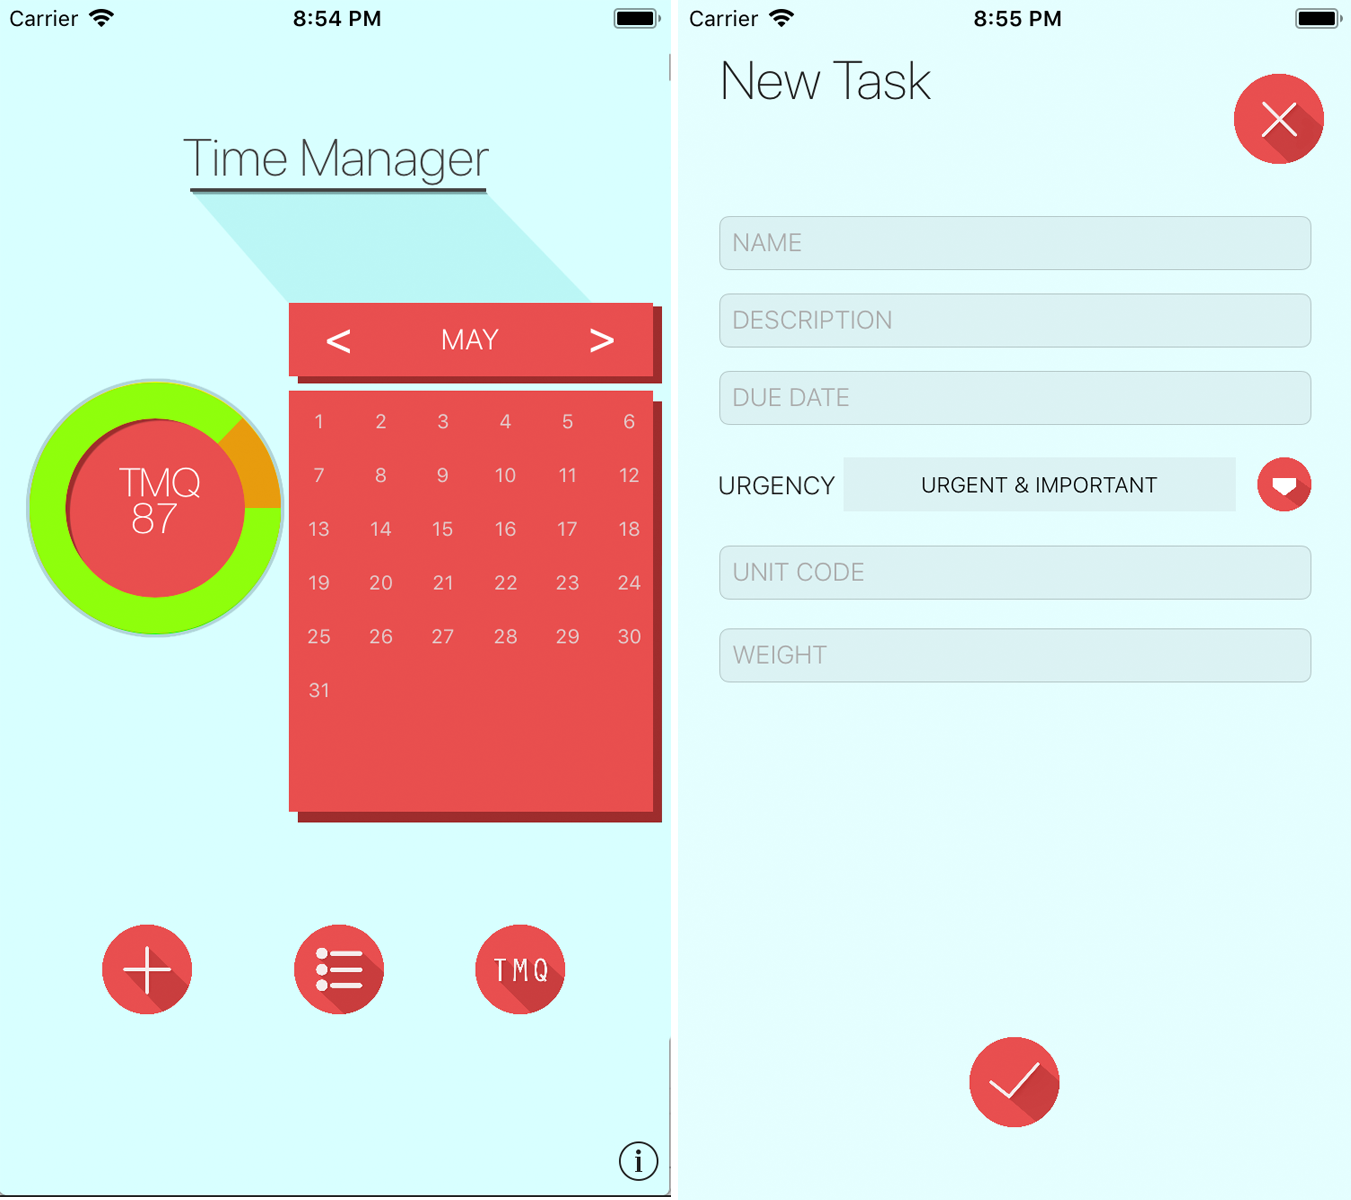 Carrier 8:54 PM
Time Manager
< MAY >
1 2 3 4 5 6
7 8 9 10 11 12
13 14 15 16 17 18
19 20 21 22 23 24
25 26 27 28 29 30
31
TMQ
87
TMQ
i
Carrier 8:55 PM
New Task
NAME
DESCRIPTION
DUE DATE
URGENCY URGENT & IMPORTANT
UNIT CODE
WEIGHT